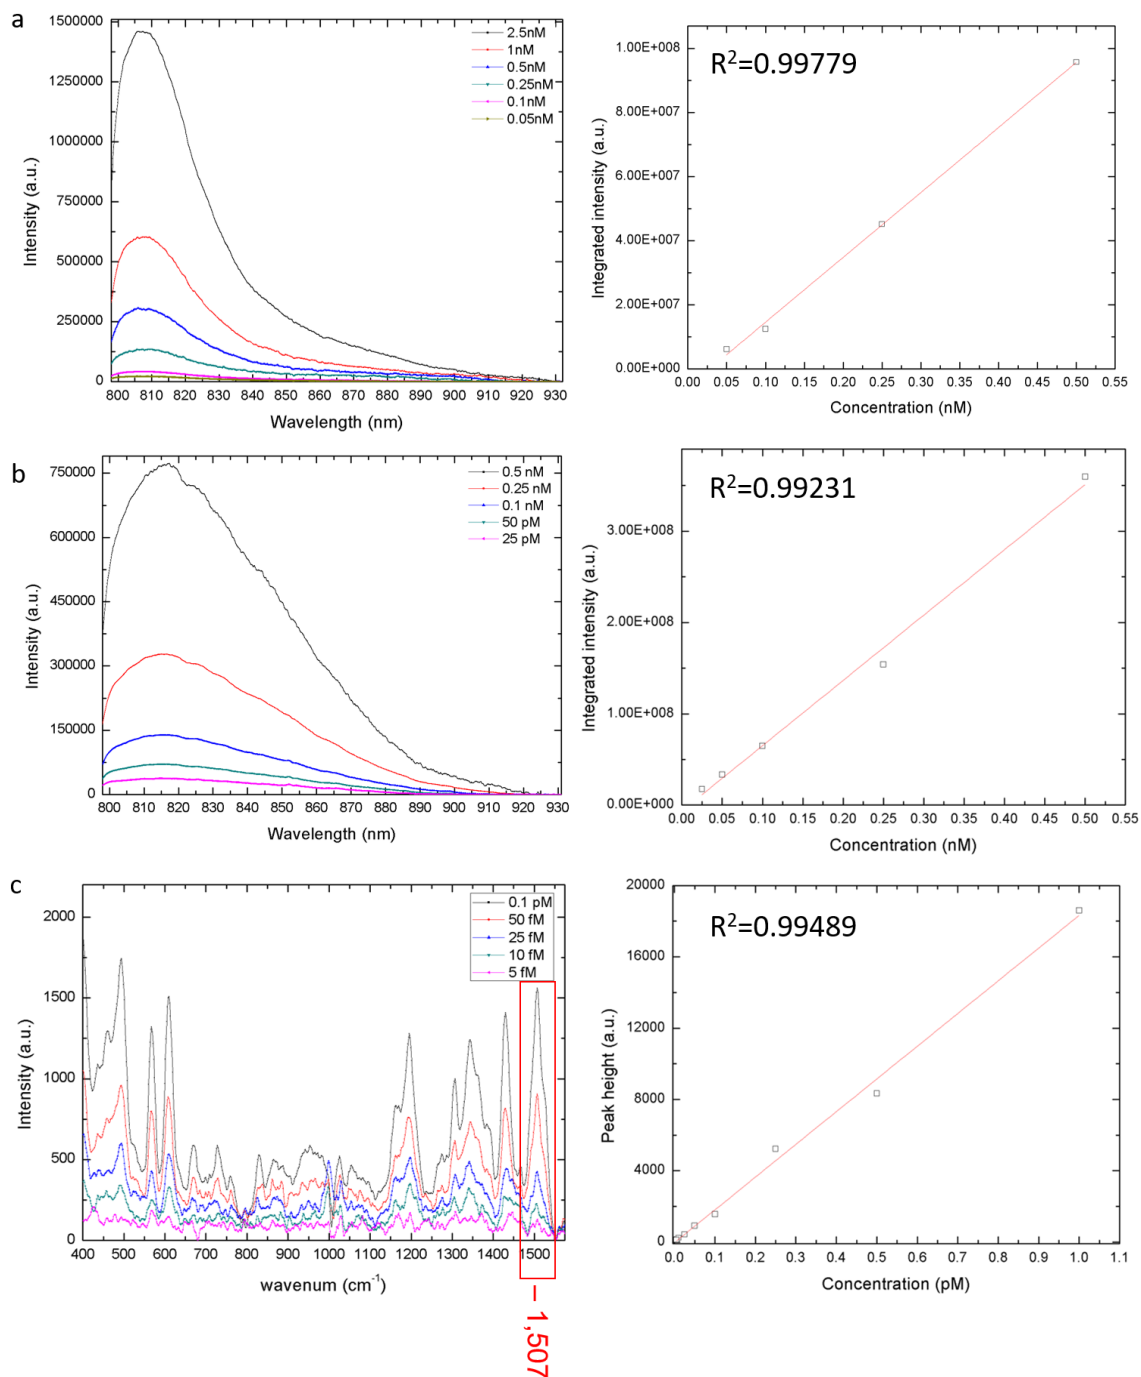 a
1500000
1250000
1000000
750000
500000
250000
0
Intensity (a.u.)
800 810 820 830 840 850 860 870 880 890 900 910 920 930
Wavelength (nm)
2.5nM
1nM
0.5nM
0.25nM
0.1nM
0.05nM
R²=0.99779
1.00E+008
8.00E+007
6.00E+007
4.00E+007
2.00E+007
0.00E+000
Integrated intensity (a.u.)
0.00 0.05 0.10 0.15 0.20 0.25 0.30 0.35 0.40 0.45 0.50 0.55
Concentration (nM)
b
750000
600000
450000
300000
150000
0
Intensity (a.u.)
800 810 820 830 840 850 860 870 880 890 900 910 920 930
Wavelength (nm)
0.5 nM
0.25 nM
0.1 nM
50 pM
25 pM
R²=0.99231
3.00E+008
2.00E+008
1.00E+008
0.00E+000
Integrated intensity (a.u.)
0.00 0.05 0.10 0.15 0.20 0.25 0.30 0.35 0.40 0.45 0.50 0.55
Concentration (nM)
c
2000
1500
1000
500
0
Intensity (a.u.)
400 500 600 700 800 900 1000 1100 1200 1300 1400 1500
wavenum (cm⁻¹)
0.1 pM
50 fM
25 fM
10 fM
5 fM
– 1,507
R²=0.99489
20000
16000
12000
8000
4000
0
Peak height (a.u.)
0.0 0.1 0.2 0.3 0.4 0.5 0.6 0.7 0.8 0.9 1.0 1.1
Concentration (pM)